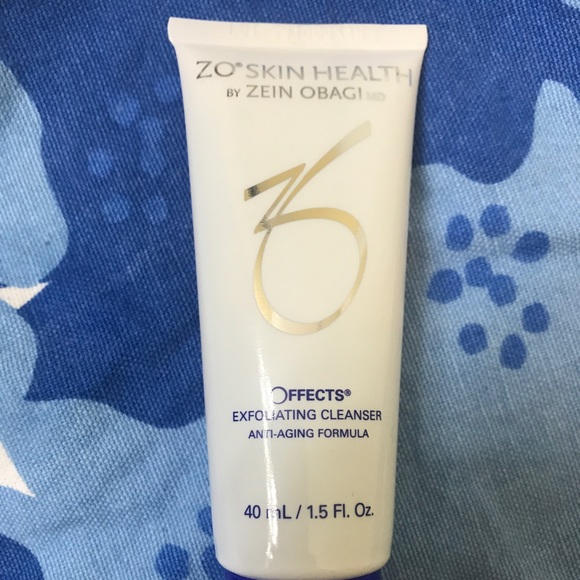 ZO® SKIN HEALTH
BY ZEIN OBAGI MD
ZO
OFFECTS®
EXFOLIATING CLEANSER
ANTI-AGING FORMULA
40 mL / 1.5 Fl. Oz.